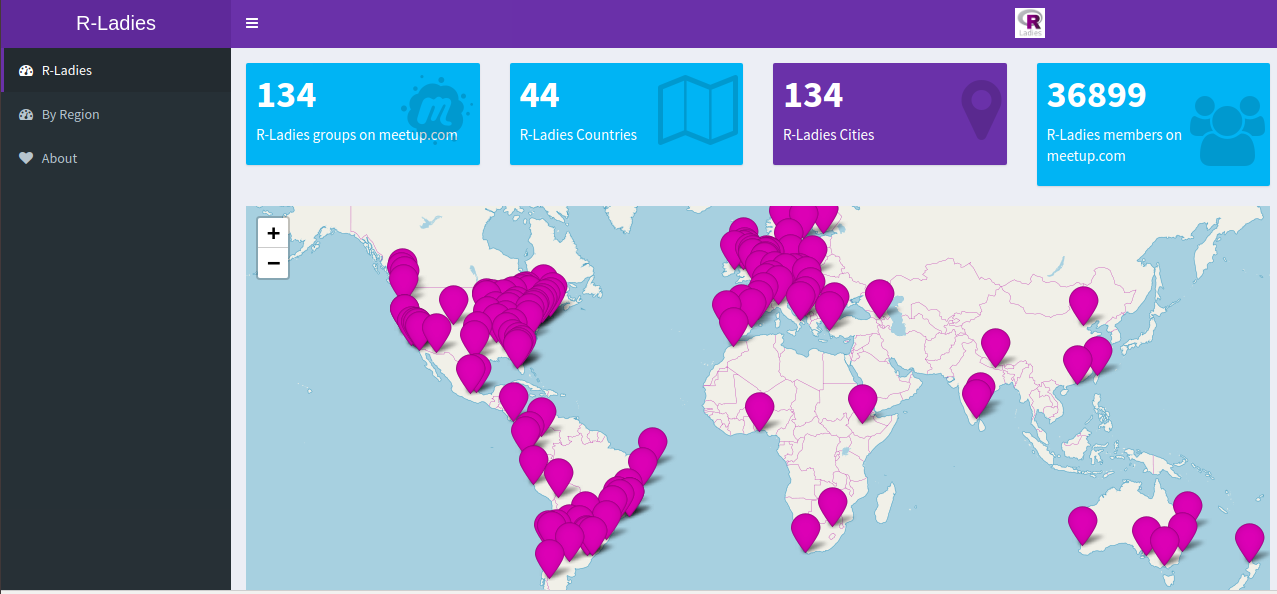 R-Ladies
R
Ladies
R-Ladies
By Region
About
134
R-Ladies groups on meetup.com
44
R-Ladies Countries
134
R-Ladies Cities
36899
R-Ladies members on
meetup.com
+
−